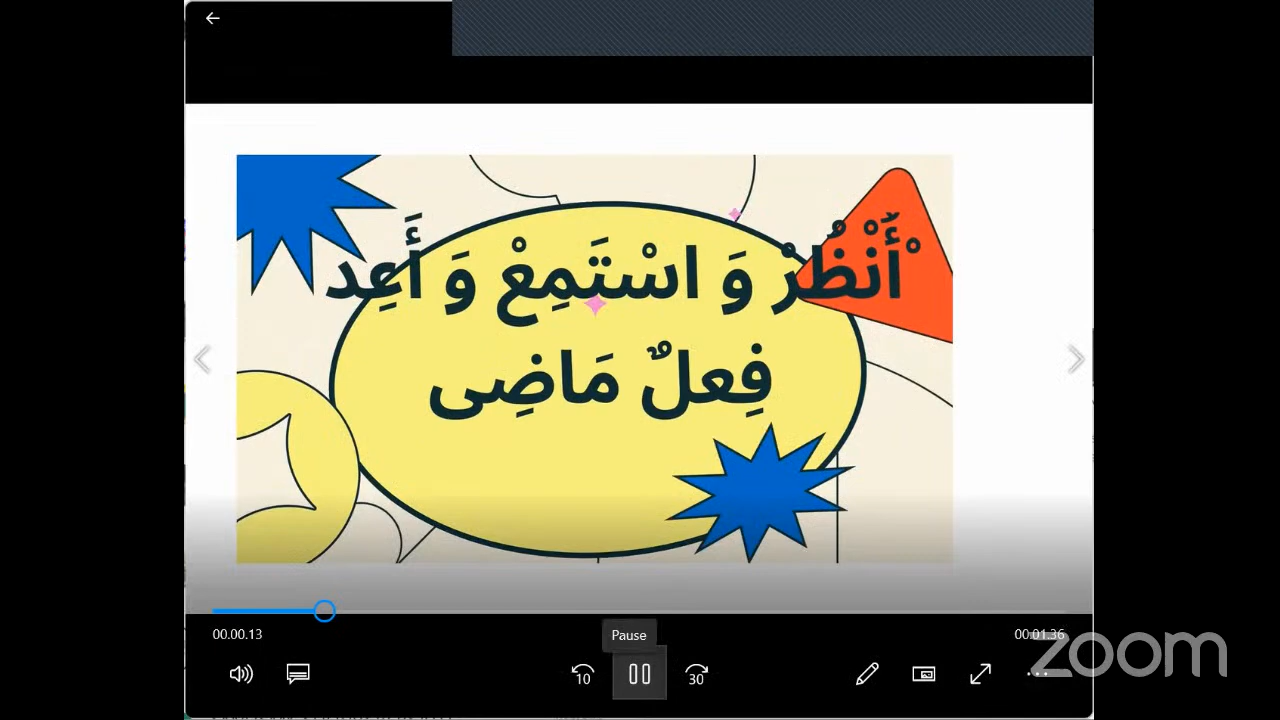 أَُنْظُرْ وَ اسْتَمِعْ وَ أَعِدْ
فِعلٌ مَاضِى
00.00.13
Pause
00:01:36
10
30
zoom